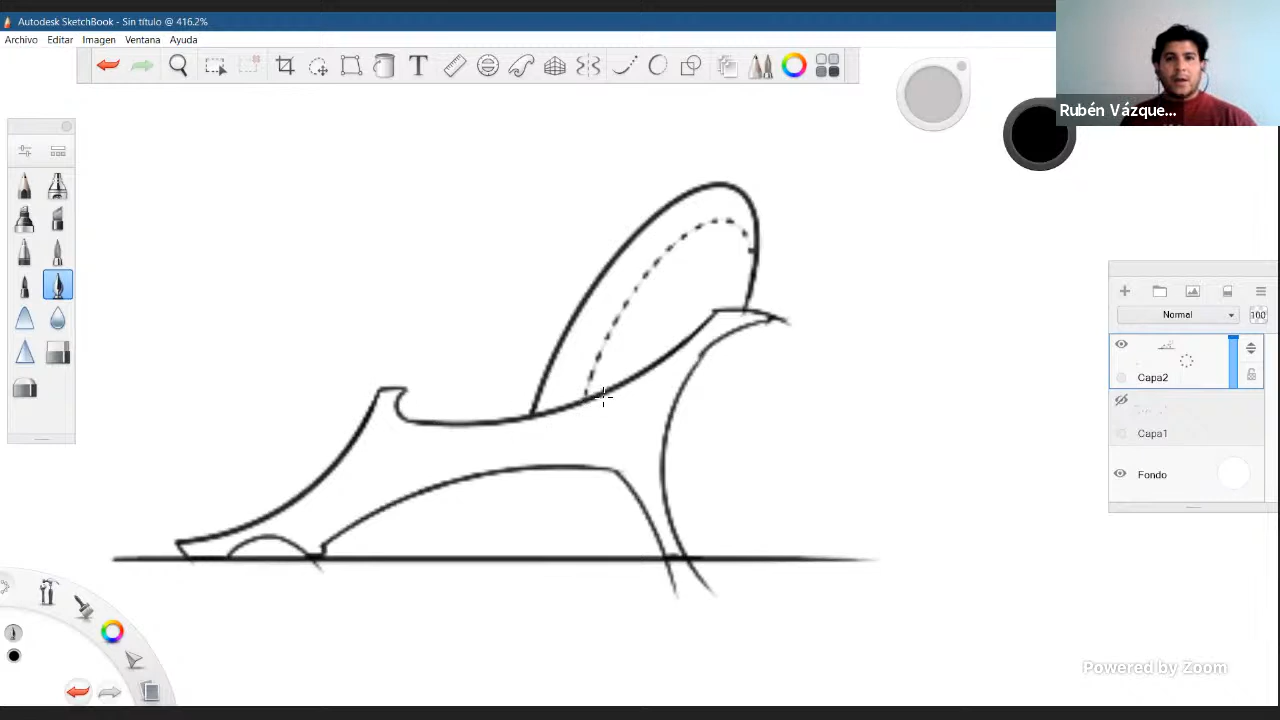 Autodesk SketchBook - Sin título @ 416.2%
Archivo Editar Imagen Ventana Ayuda
T
Rubén Vázque...
Normal
100
Capa2
Capa1
Fondo
Powered by Zoom